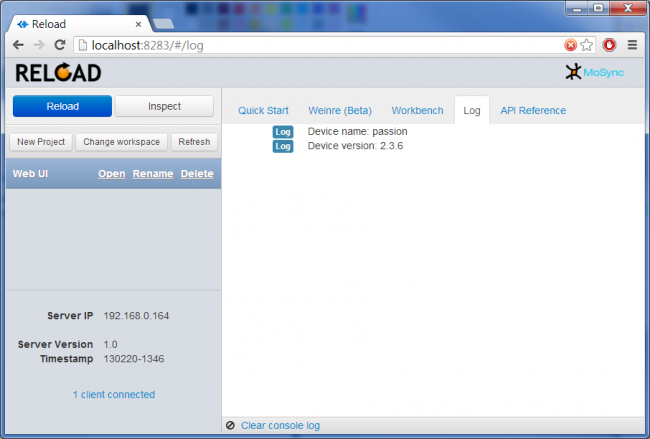 Reload
localhost:8283/#/log
RELOAD
MoSync
Reload
Inspect
New Project
Change workspace
Refresh
Web UI
Open
Rename
Delete
Server IP 192.168.0.164
Server Version 1.0
Timestamp 130220-1346
1 client connected
Quick Start
Weinre (Beta)
Workbench
Log
API Reference
Log Device name: passion
Log Device version: 2.3.6
Clear console log